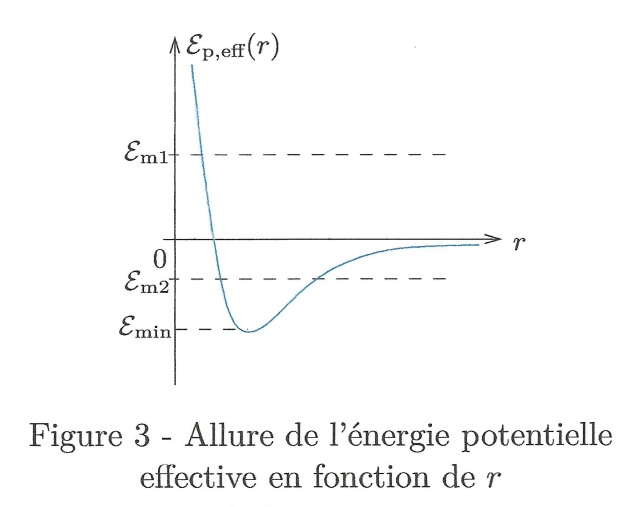 ℰp,eff(r)
ℰm1
0
r
ℰm2
ℰmin
Figure 3 - Allure de l'énergie potentielle
effective en fonction de r